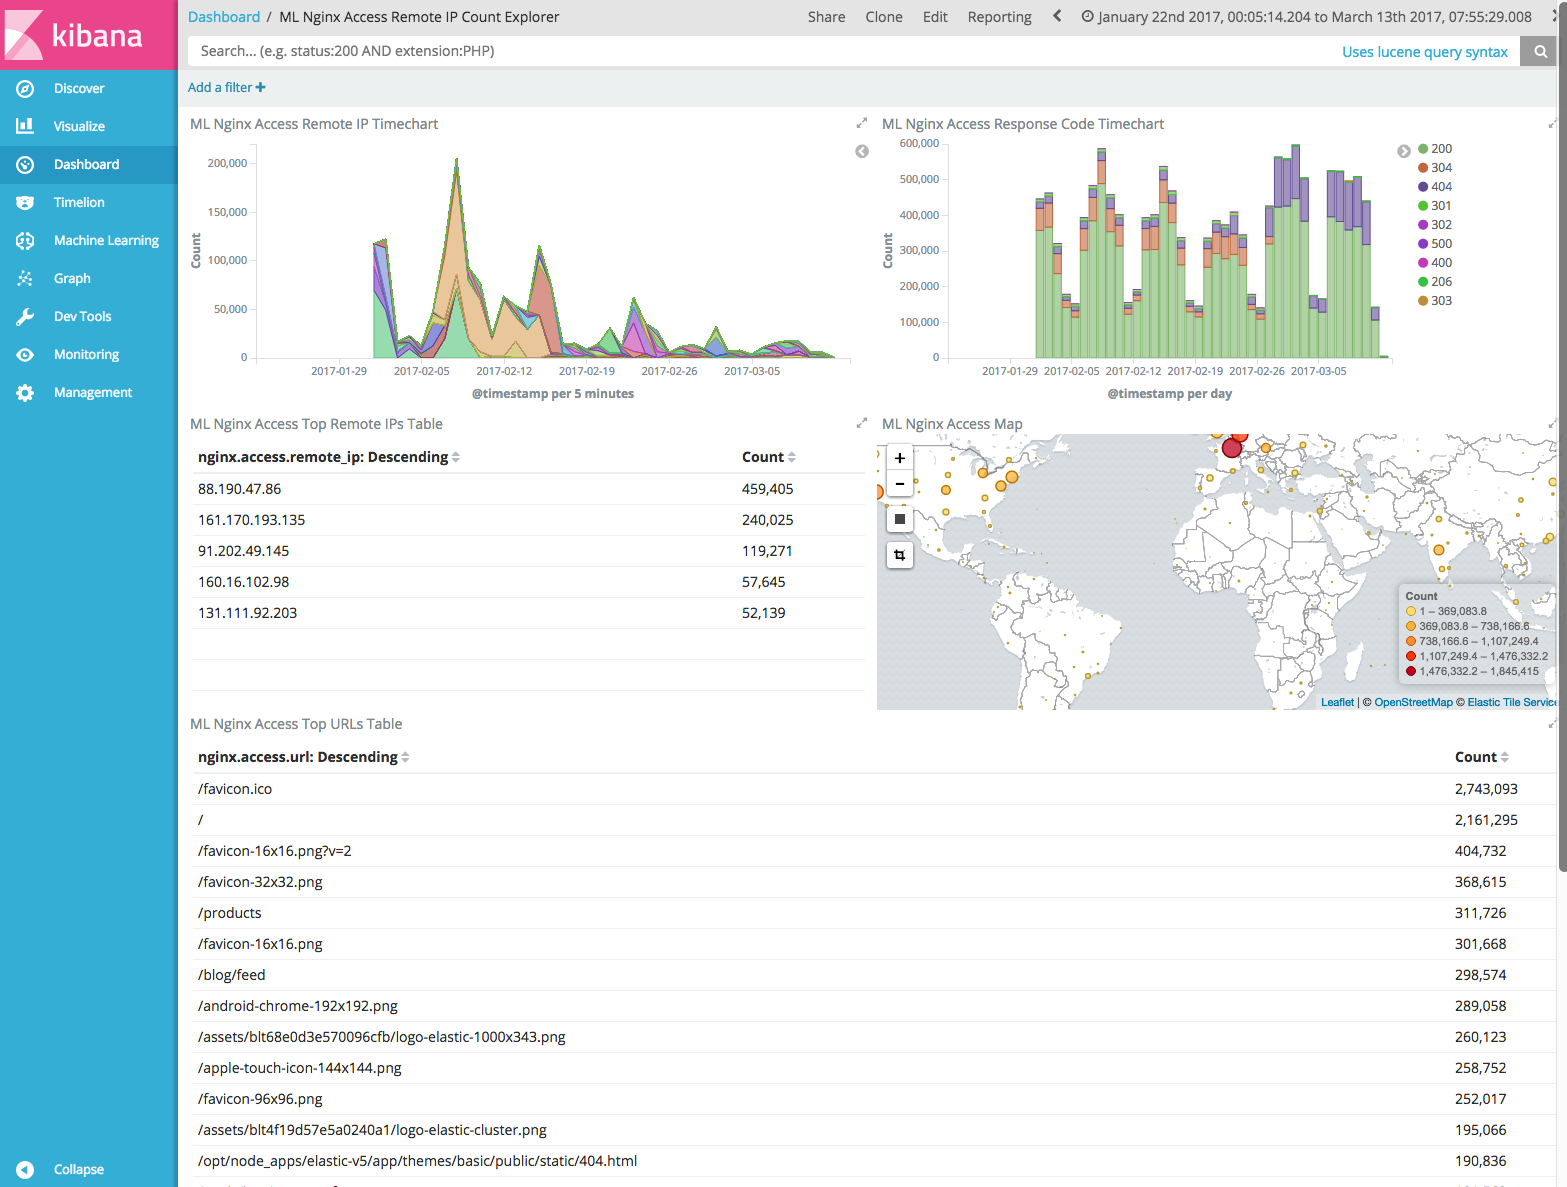 kibana
Discover
Visualize
Dashboard
Timelion
Machine Learning
Graph
Dev Tools
Monitoring
Management
Collapse
Dashboard / ML Nginx Access Remote IP Count Explorer
Share Clone Edit Reporting January 22nd 2017, 00:05:14.204 to March 13th 2017, 07:55:29.008
Search... (e.g. status:200 AND extension:PHP) Uses lucene query syntax
Add a filter +
ML Nginx Access Remote IP Timechart
200,000
150,000
100,000
50,000
0
Count
2017-01-29 2017-02-05 2017-02-12 2017-02-19 2017-02-26 2017-03-05
@timestamp per 5 minutes
ML Nginx Access Response Code Timechart
600,000
500,000
400,000
300,000
200,000
100,000
0
Count
2017-01-29 2017-02-05 2017-02-12 2017-02-19 2017-02-26 2017-03-05
@timestamp per day
200
304
404
301
302
500
400
206
303
ML Nginx Access Top Remote IPs Table
nginx.access.remote_ip: Descending Count
88.190.47.86 459,405
161.170.193.135 240,025
91.202.49.145 119,271
160.16.102.98 57,645
131.111.92.203 52,139
ML Nginx Access Map
+
−
Count
1 – 369,083.8
369,083.8 – 738,166.6
738,166.6 – 1,107,249.4
1,107,249.4 – 1,476,332.2
1,476,332.2 – 1,845,415
Leaflet | © OpenStreetMap © Elastic Tile Service
ML Nginx Access Top URLs Table
nginx.access.url: Descending Count
/favicon.ico 2,743,093
/ 2,161,295
/favicon-16x16.png?v=2 404,732
/favicon-32x32.png 368,615
/products 311,726
/favicon-16x16.png 301,668
/blog/feed 298,574
/android-chrome-192x192.png 289,058
/assets/blt68e0d3e570096cfb/logo-elastic-1000x343.png 260,123
/apple-touch-icon-144x144.png 258,752
/favicon-96x96.png 252,017
/assets/blt4f19d57e5a0240a1/logo-elastic-cluster.png 195,066
/opt/node_apps/elastic-v5/app/themes/basic/public/static/404.html 190,836